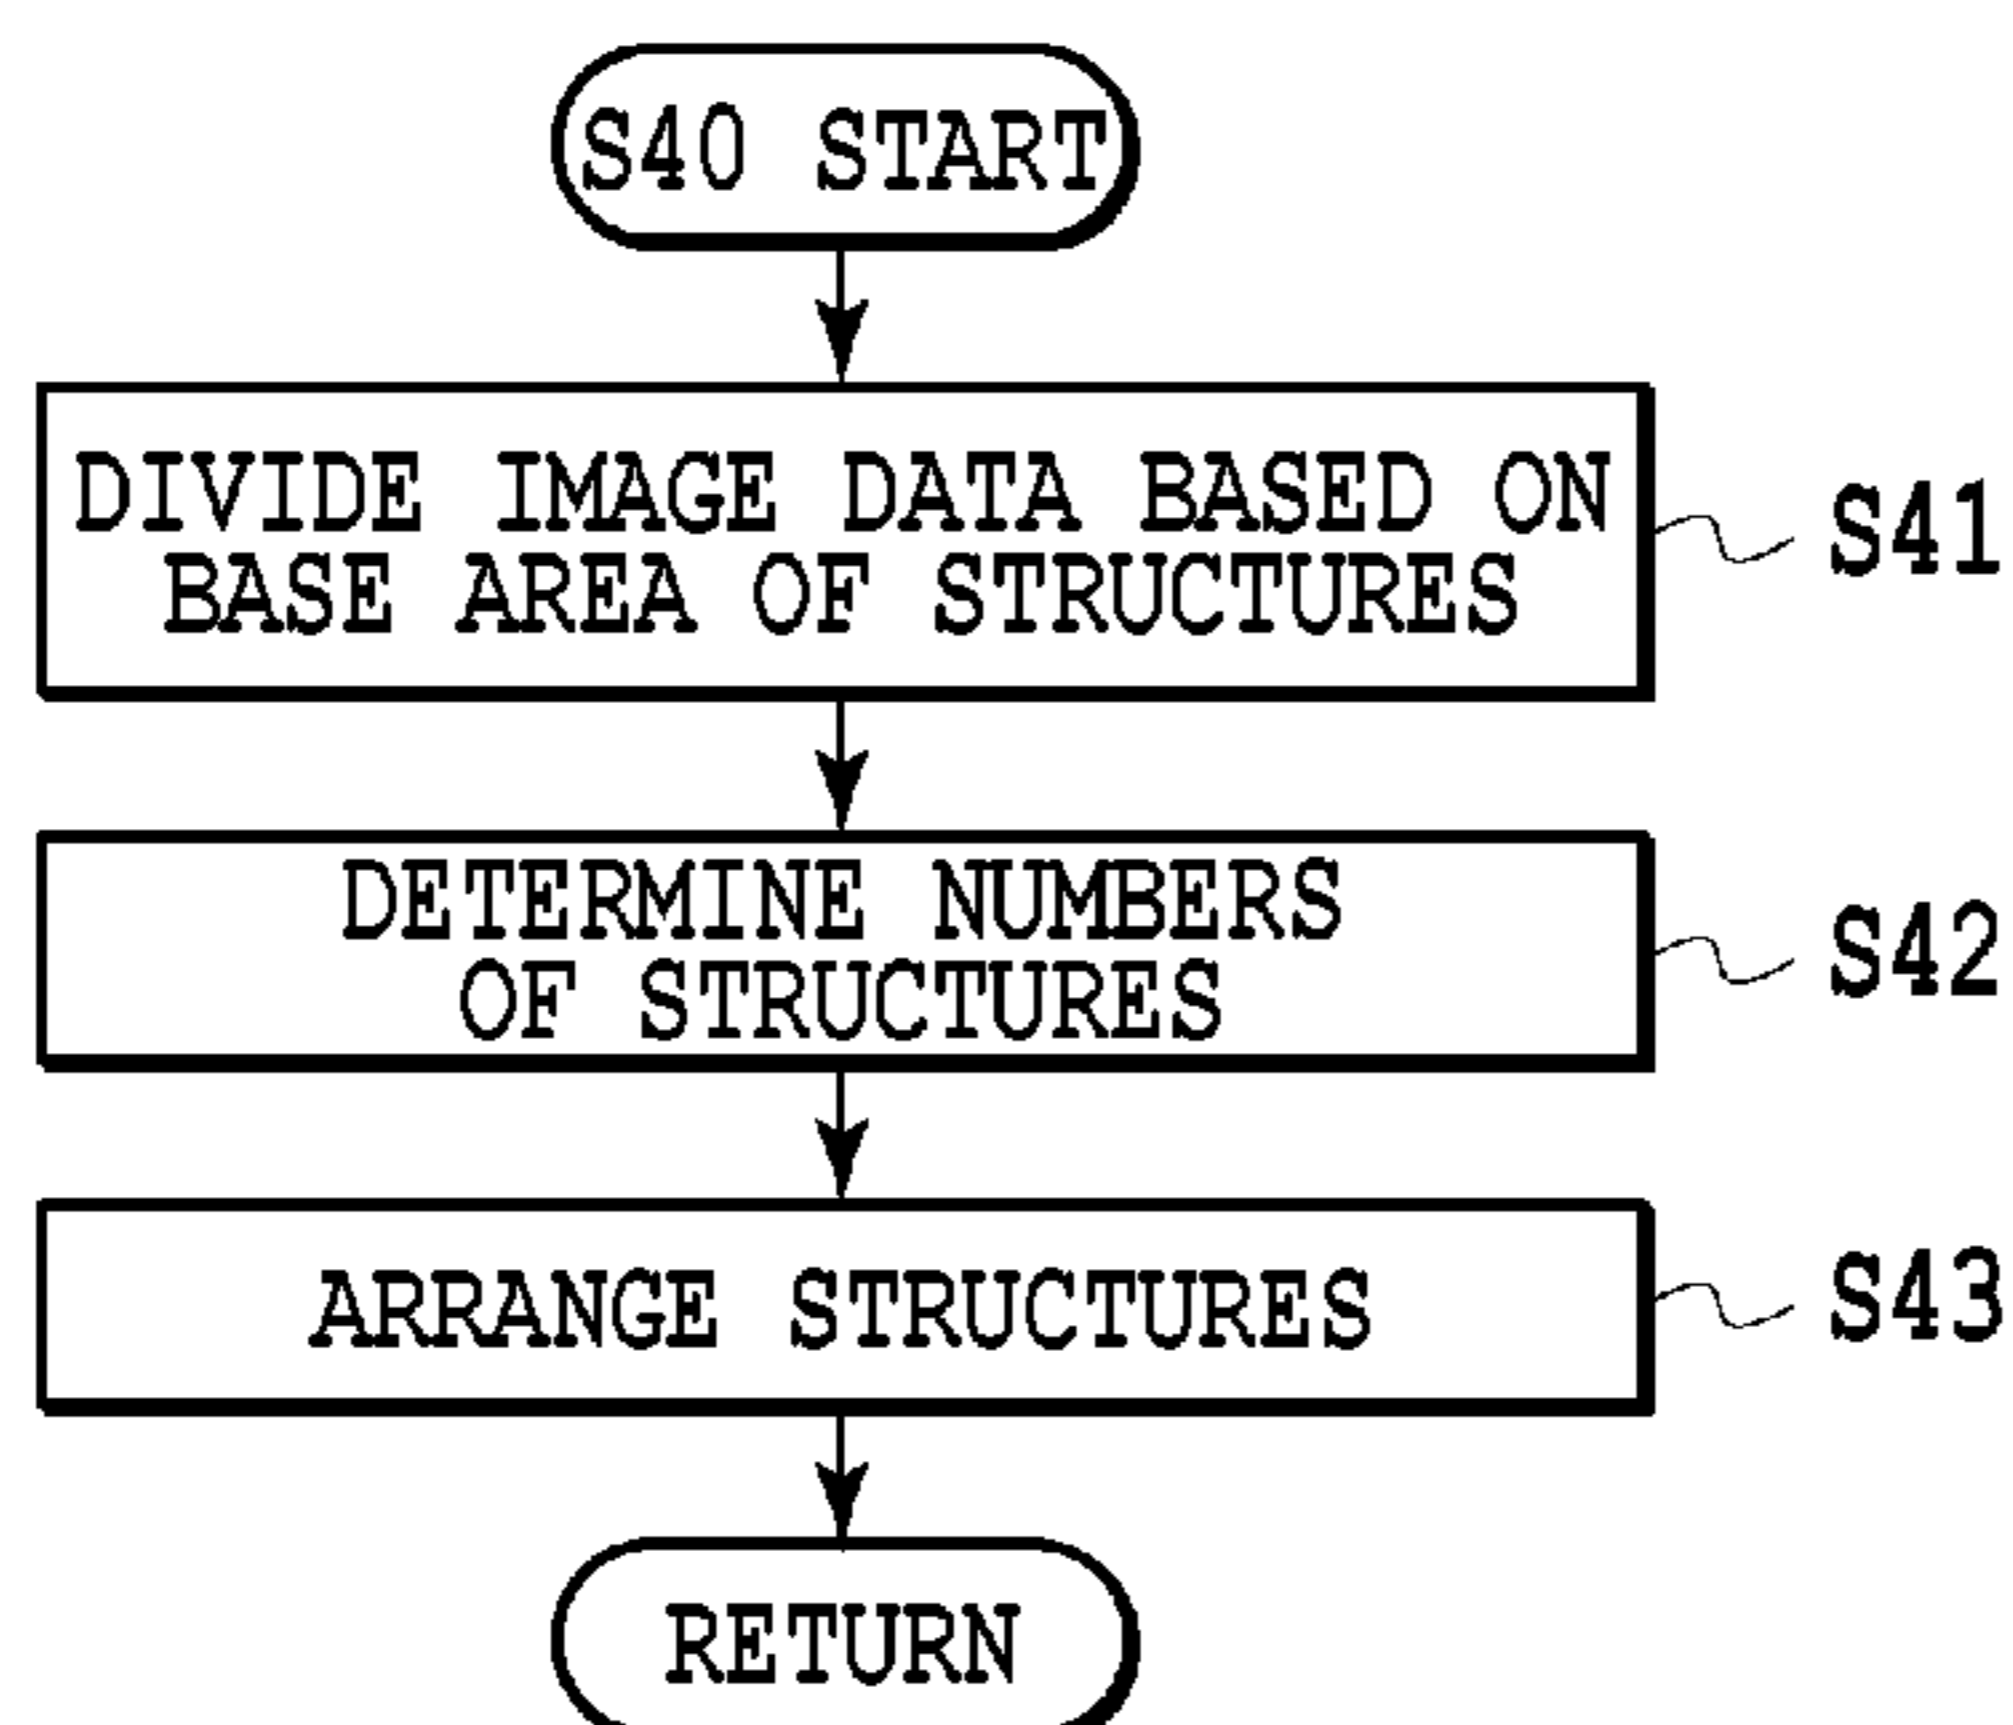 S40 START
DIVIDE IMAGE DATA BASED ON
BASE AREA OF STRUCTURES
S41
DETERMINE NUMBERS
OF STRUCTURES
S42
ARRANGE STRUCTURES
S43
RETURN